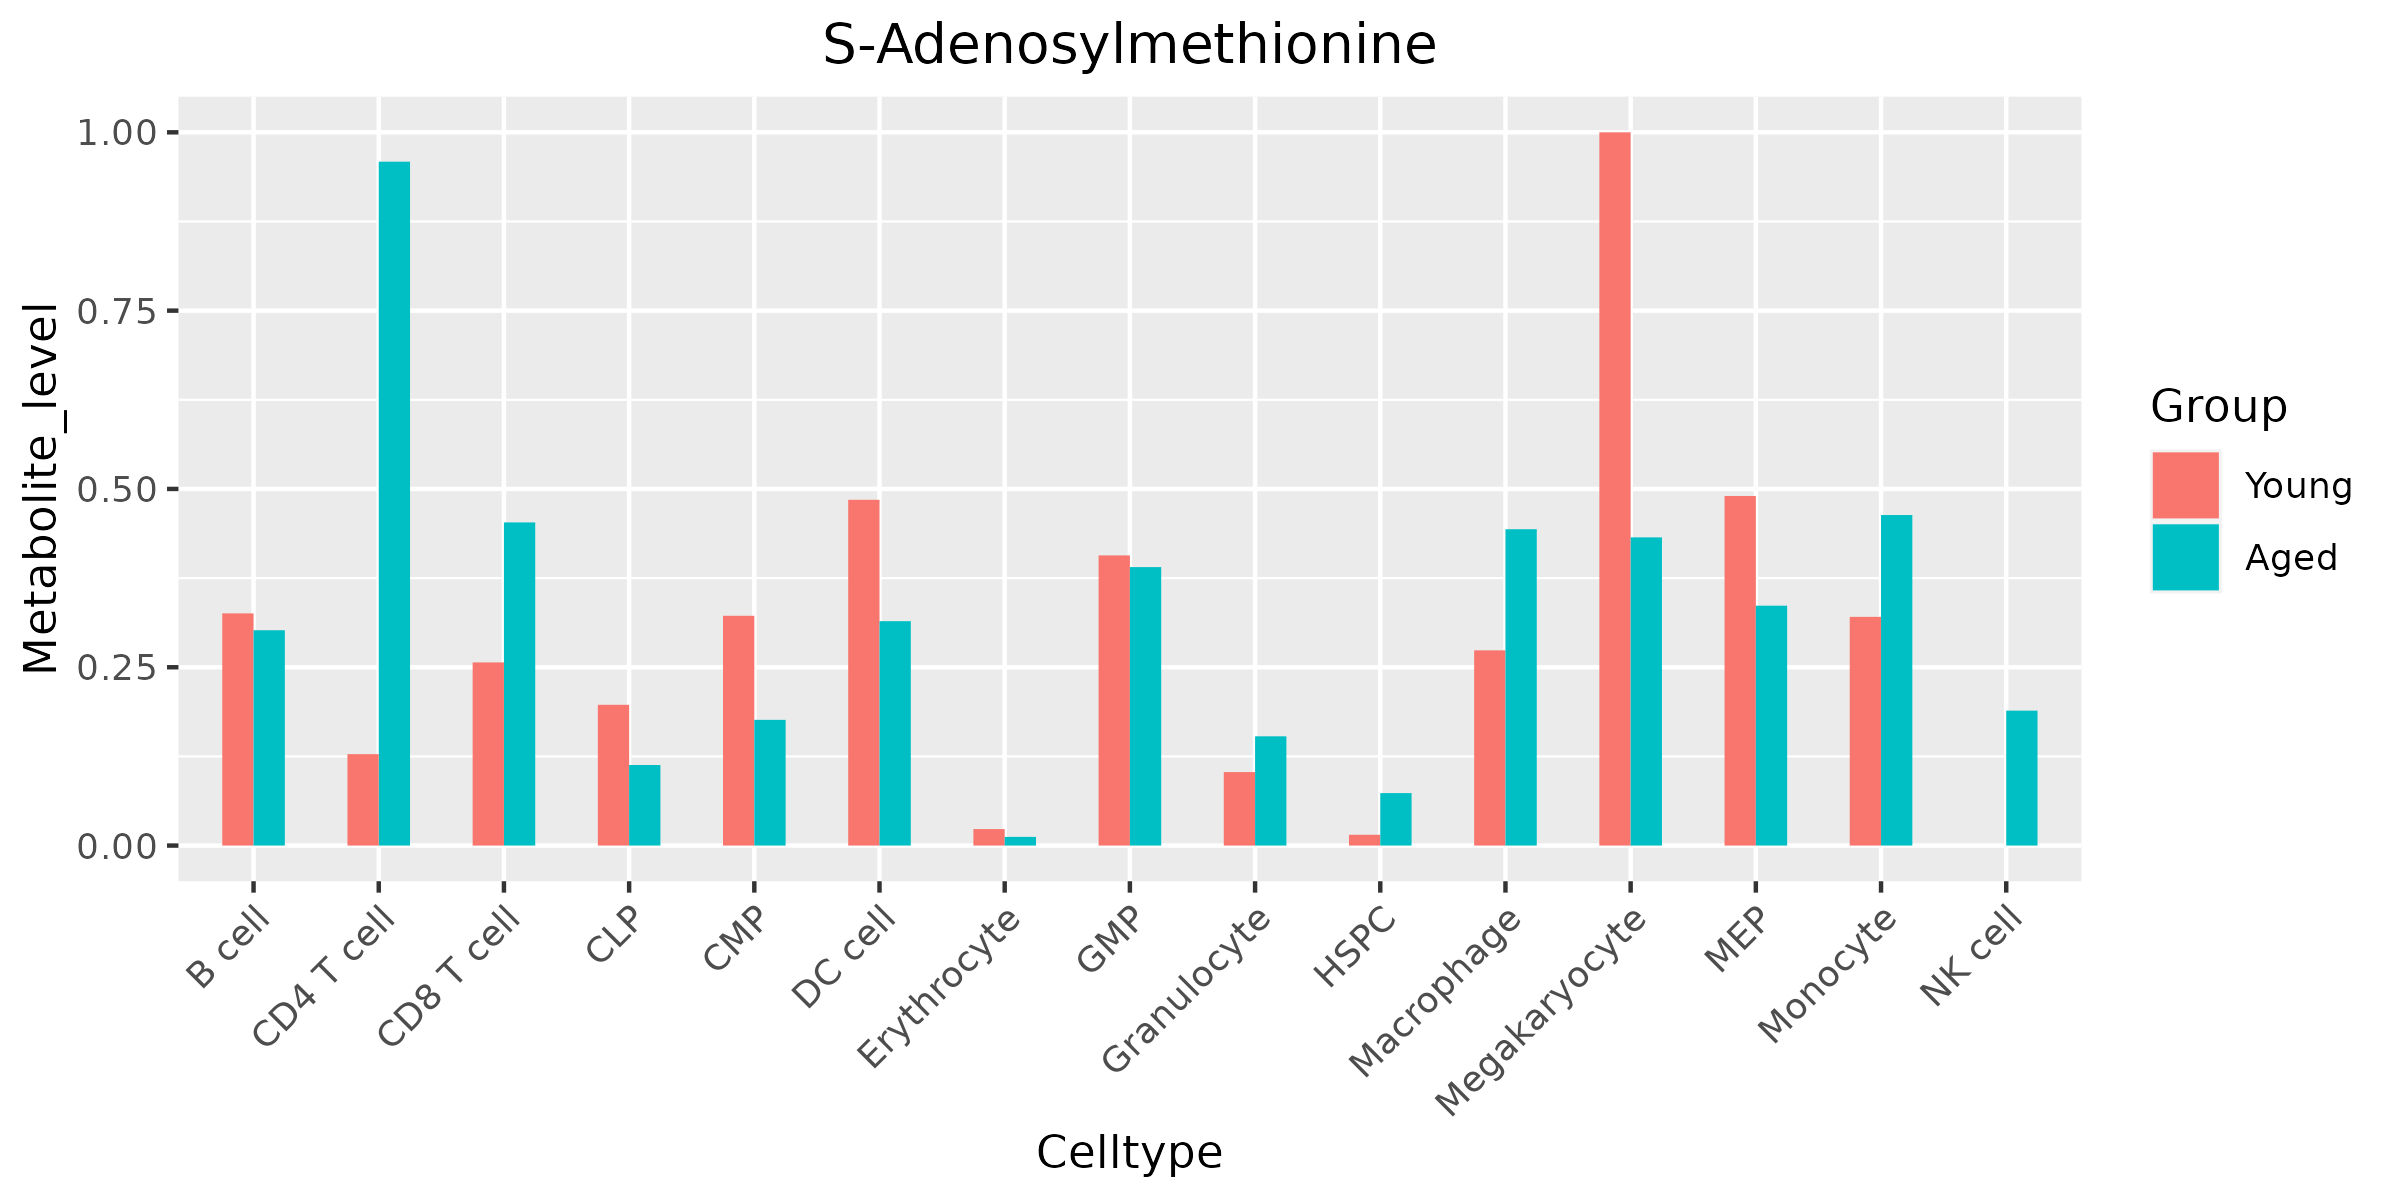 S-Adenosylmethionine
Metabolite_level
1.00
0.75
0.50
0.25
0.00
B cell
CD4 T cell
CD8 T cell
CLP
CMP
DC cell
Erythrocyte
GMP
Granulocyte
HSPC
Macrophage
Megakaryocyte
MEP
Monocyte
NK cell
Celltype
Group
Young
Aged